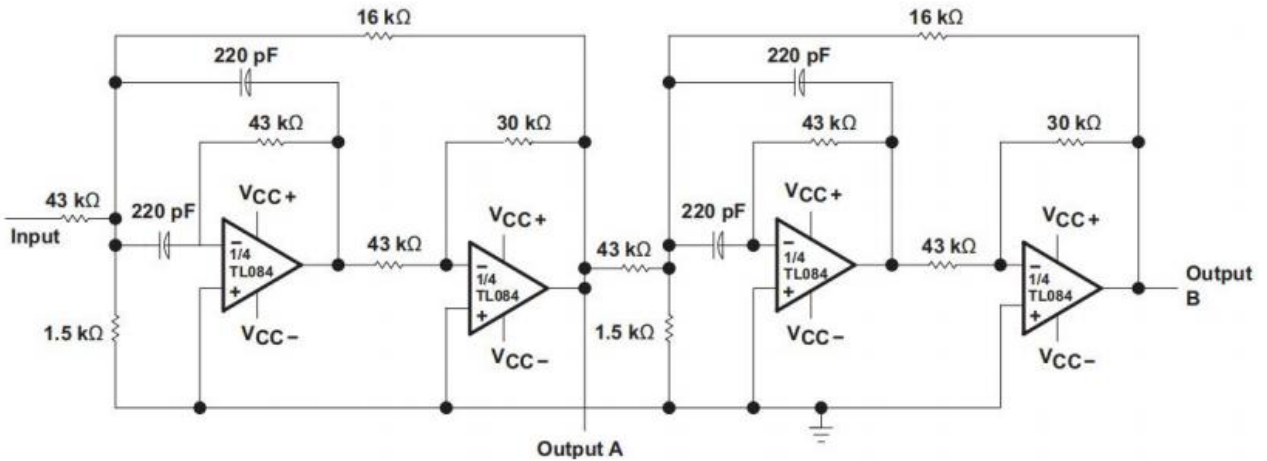 16 kΩ
16 kΩ
220 pF
220 pF
43 kΩ
30 kΩ
43 kΩ
30 kΩ
43 kΩ
Input
220 pF
VCC+
−
1/4
TL084
+
VCC−
1.5 kΩ
43 kΩ
VCC+
−
1/4
TL084
+
VCC−
43 kΩ
220 pF
VCC+
−
1/4
TL084
+
VCC−
1.5 kΩ
43 kΩ
VCC+
−
1/4
TL084
+
VCC−
Output
B
Output A